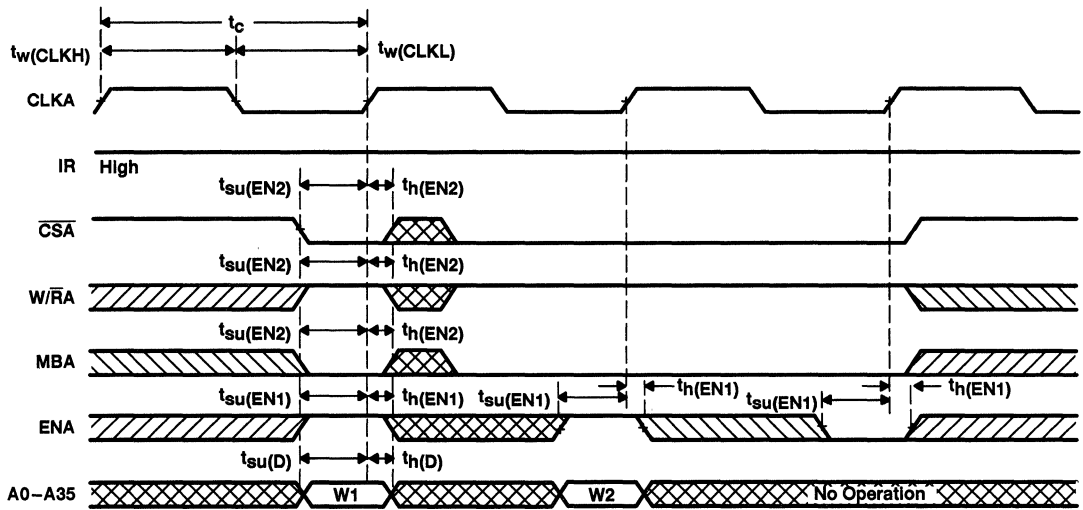 tc
tw(CLKH)
tw(CLKL)
CLKA
IR
High
tsu(EN2)
th(EN2)
CSA
tsu(EN2)
th(EN2)
W/RA
tsu(EN2)
th(EN2)
MBA
tsu(EN1)
th(EN1)
tsu(EN1)
th(EN1)
tsu(EN1)
th(EN1)
ENA
tsu(D)
th(D)
A0–A35
W1
W2
No Operation